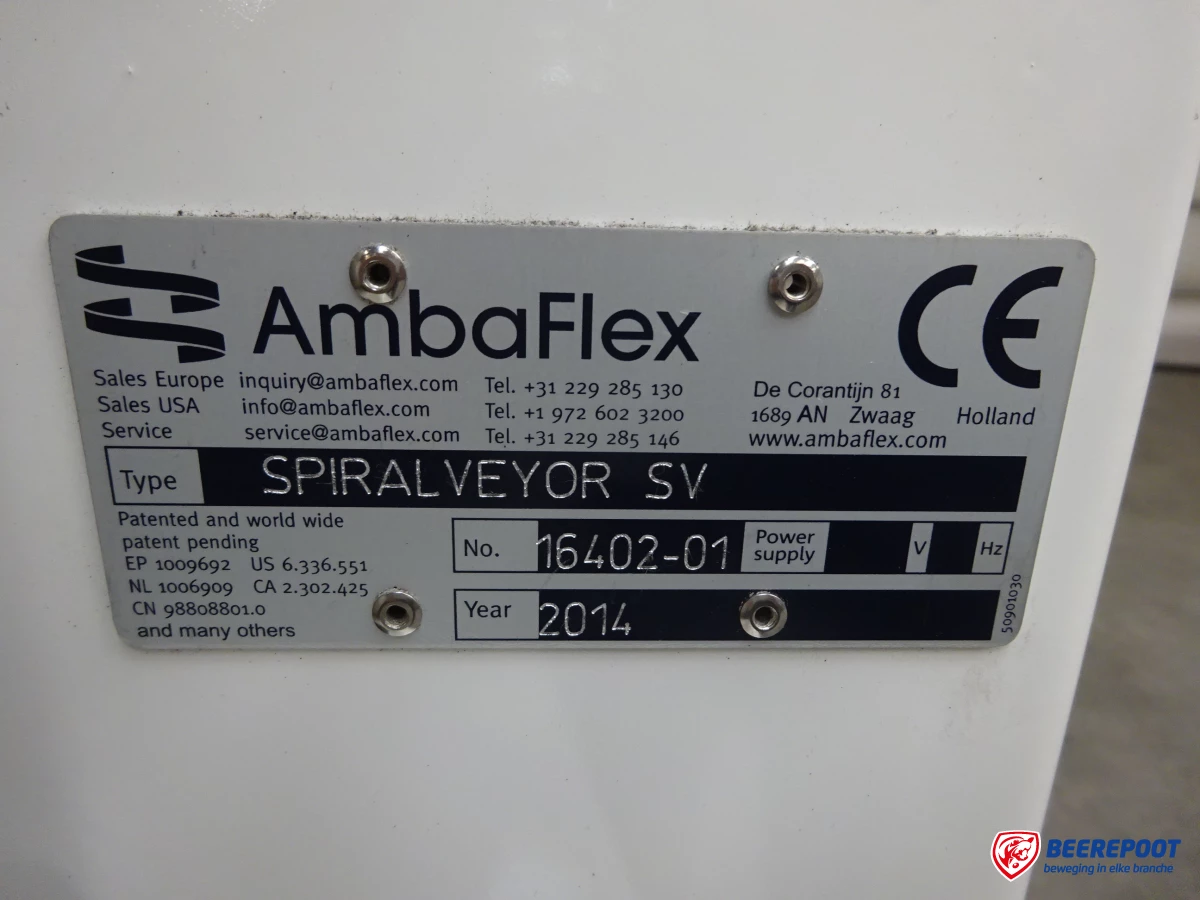 AmbaFlex
CE
Sales Europe inquiry@ambaflex.com Tel. +31 229 285 130 De Corantijn 81
Sales USA info@ambaflex.com Tel. +1 972 602 3200 1689 AN Zwaag Holland
Service service@ambaflex.com Tel. +31 229 285 146 www.ambaflex.com
Type SPIRALVEYOR SV
Patented and world wide
patent pending
EP 1009692 US 6.336.551
NL 1006909 CA 2.302.425
CN 98808801.0
and many others
No. 16402-01 Power supply V Hz
Year 2014
50901030
BEEREPOOT
beweging in elke branche